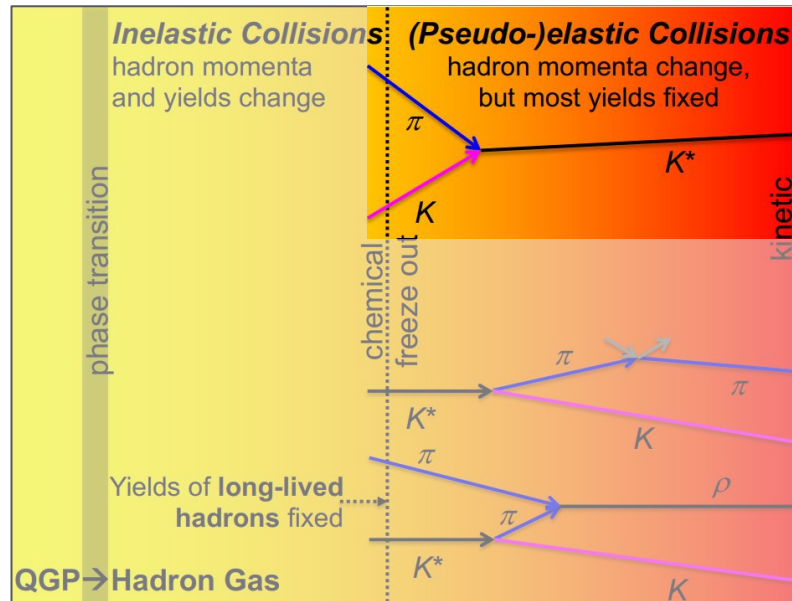 Inelastic Collisions
hadron momenta
and yields change
(Pseudo-)elastic Collisions
hadron momenta change,
but most yields fixed
π
K
K*
phase transition
chemical
freeze out
kinetic
π
π
K*
K
π
Yields of long-lived
hadrons fixed
π
ρ
K*
K
QGP→Hadron Gas